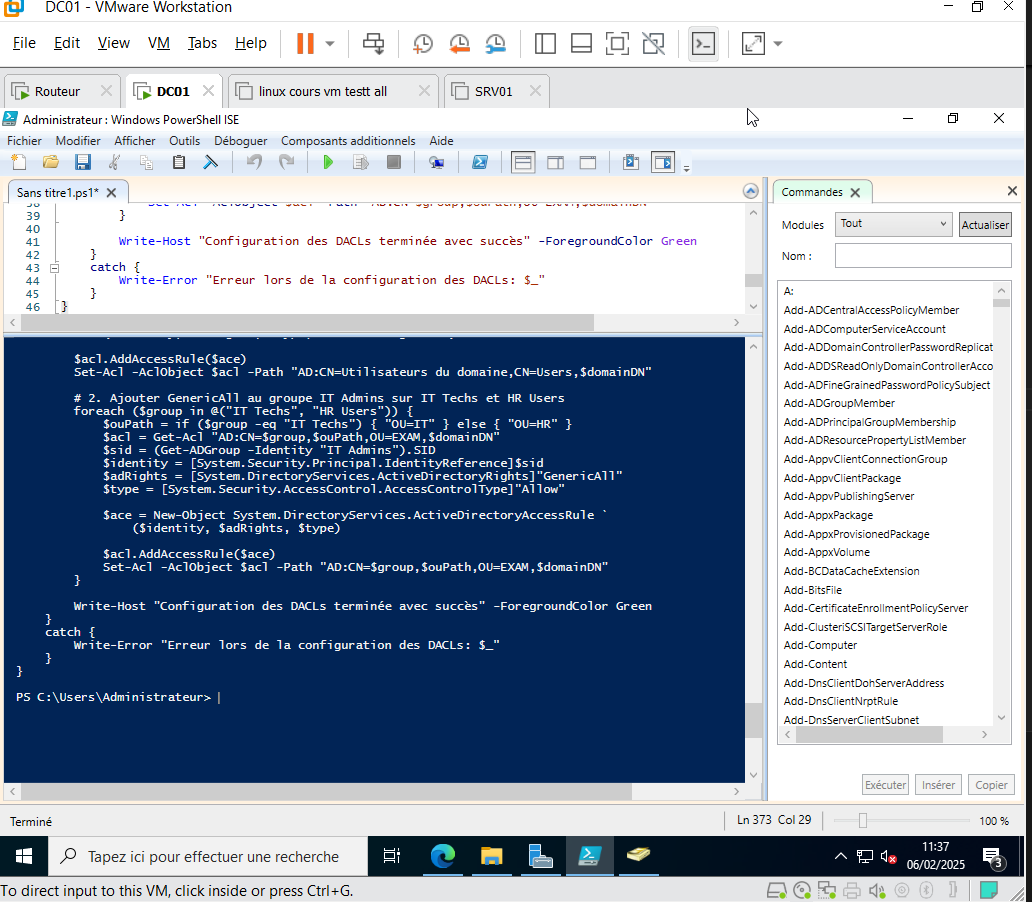 DC01 - VMware Workstation
File Edit View VM Tabs Help
Routeur DC01 linux cours vm testt all SRV01
Administrateur : Windows PowerShell ISE
Fichier Modifier Afficher Outils Déboguer Composants additionnels Aide
Sans titre1.ps1* X
38
39 }
40
41 Write-Host "Configuration des DACLs terminée avec succès" -ForegroundColor Green
42 }
43 catch {
44 Write-Error "Erreur lors de la configuration des DACLs: $_"
45 }
46 }
$acl.AddAccessRule($ace)
Set-Acl -AclObject $acl -Path "AD:CN=Utilisateurs du domaine,CN=Users,$domainDN"
# 2. Ajouter GenericAll au groupe IT Admins sur IT Techs et HR Users
foreach ($group in @("IT Techs", "HR Users")) {
$ouPath = if ($group -eq "IT Techs") { "OU=IT" } else { "OU=HR" }
$acl = Get-Acl "AD:CN=$group,$ouPath,OU=EXAM,$domainDN"
$sid = (Get-ADGroup -Identity "IT Admins").SID
$identity = [System.Security.Principal.IdentityReference]$sid
$adRights = [System.DirectoryServices.ActiveDirectoryRights]"GenericAll"
$type = [System.Security.AccessControl.AccessControlType]"Allow"
$ace = New-Object System.DirectoryServices.ActiveDirectoryAccessRule `
($identity, $adRights, $type)
$acl.AddAccessRule($ace)
Set-Acl -AclObject $acl -Path "AD:CN=$group,$ouPath,OU=EXAM,$domainDN"
}
Write-Host "Configuration des DACLs terminée avec succès" -ForegroundColor Green
}
catch {
Write-Error "Erreur lors de la configuration des DACLs: $_"
}
}
PS C:\Users\Administrateur>
Commandes X
Modules Tout Actualiser
Nom :
A:
Add-ADCentralAccessPolicyMember
Add-ADComputerServiceAccount
Add-ADDomainControllerPasswordReplicat
Add-ADDSReadOnlyDomainControllerAcco
Add-ADFineGrainedPasswordPolicySubject
Add-ADGroupMember
Add-ADPrincipalGroupMembership
Add-ADResourcePropertyListMember
Add-AppvClientConnectionGroup
Add-AppvClientPackage
Add-AppvPublishingServer
Add-AppxPackage
Add-AppxProvisionedPackage
Add-AppxVolume
Add-BCDataCacheExtension
Add-BitsFile
Add-CertificateEnrollmentPolicyServer
Add-ClusteriSCSITargetServerRole
Add-Computer
Add-Content
Add-DnsClientDohServerAddress
Add-DnsClientNrptRule
Add-DnsServerClientSubnet
Exécuter Insérer Copier
Terminé Ln 373 Col 29 100 %
Tapez ici pour effectuer une recherche
11:37
06/02/2025
3
To direct input to this VM, click inside or press Ctrl+G.